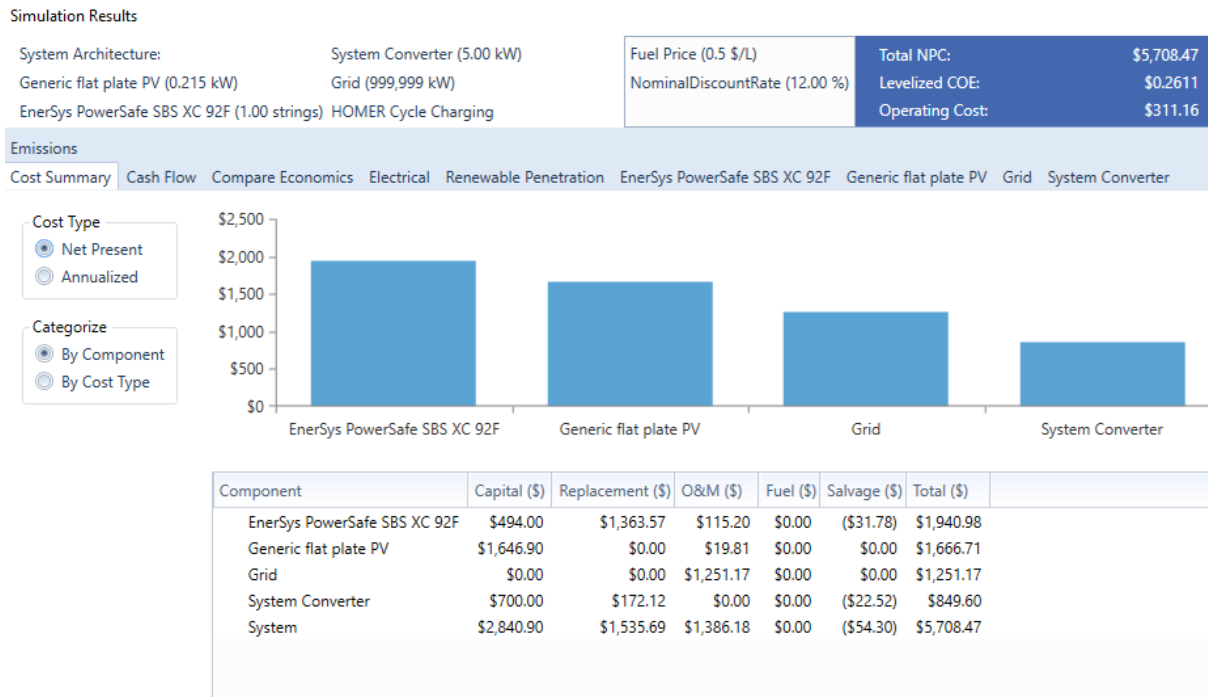 Simulation Results
System Architecture: System Converter (5.00 kW) Fuel Price (0.5 $/L) Total NPC: $5,708.47
Generic flat plate PV (0.215 kW) Grid (999,999 kW) NominalDiscountRate (12.00 %) Levelized COE: $0.2611
EnerSys PowerSafe SBS XC 92F (1.00 strings) HOMER Cycle Charging Operating Cost: $311.16
Emissions
Cost Summary Cash Flow Compare Economics Electrical Renewable Penetration EnerSys PowerSafe SBS XC 92F Generic flat plate PV Grid System Converter
Cost Type
Net Present
Annualized
Categorize
By Component
By Cost Type
$2,500
$2,000
$1,500
$1,000
$500
$0
EnerSys PowerSafe SBS XC 92F Generic flat plate PV Grid System Converter
Component Capital ($) Replacement ($) O&M ($) Fuel ($) Salvage ($) Total ($)
EnerSys PowerSafe SBS XC 92F $494.00 $1,363.57 $115.20 $0.00 ($31.78) $1,940.98
Generic flat plate PV $1,646.90 $0.00 $19.81 $0.00 $0.00 $1,666.71
Grid $0.00 $0.00 $1,251.17 $0.00 $0.00 $1,251.17
System Converter $700.00 $172.12 $0.00 $0.00 ($22.52) $849.60
System $2,840.90 $1,535.69 $1,386.18 $0.00 ($54.30) $5,708.47